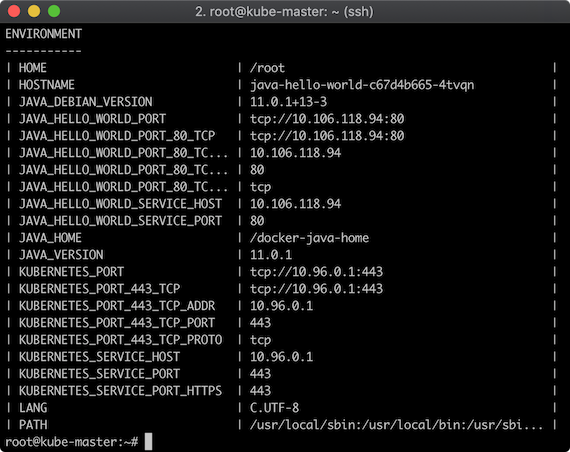 2. root@kube-master: ~ (ssh)
ENVIRONMENT
-----------
| HOME | /root |
| HOSTNAME | java-hello-world-c67d4b665-4tvqn |
| JAVA_DEBIAN_VERSION | 11.0.1+13-3 |
| JAVA_HELLO_WORLD_PORT | tcp://10.106.118.94:80 |
| JAVA_HELLO_WORLD_PORT_80_TCP | tcp://10.106.118.94:80 |
| JAVA_HELLO_WORLD_PORT_80_TC... | 10.106.118.94 |
| JAVA_HELLO_WORLD_PORT_80_TC... | 80 |
| JAVA_HELLO_WORLD_PORT_80_TC... | tcp |
| JAVA_HELLO_WORLD_SERVICE_HOST | 10.106.118.94 |
| JAVA_HELLO_WORLD_SERVICE_PORT | 80 |
| JAVA_HOME | /docker-java-home |
| JAVA_VERSION | 11.0.1 |
| KUBERNETES_PORT | tcp://10.96.0.1:443 |
| KUBERNETES_PORT_443_TCP | tcp://10.96.0.1:443 |
| KUBERNETES_PORT_443_TCP_ADDR | 10.96.0.1 |
| KUBERNETES_PORT_443_TCP_PORT | 443 |
| KUBERNETES_PORT_443_TCP_PROTO | tcp |
| KUBERNETES_SERVICE_HOST | 10.96.0.1 |
| KUBERNETES_SERVICE_PORT | 443 |
| KUBERNETES_SERVICE_PORT_HTTPS | 443 |
| LANG | C.UTF-8 |
| PATH | /usr/local/sbin:/usr/local/bin:/usr/sbi... |
root@kube-master:~#